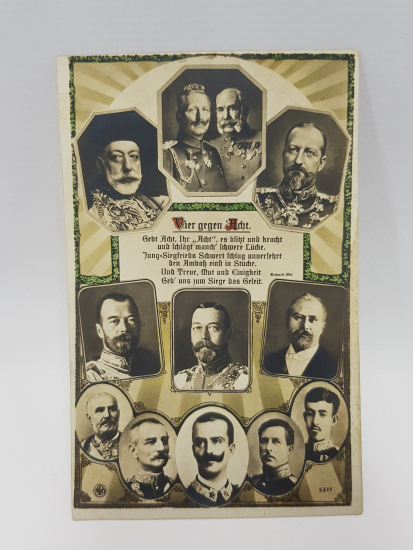 Vier gegen Acht.
Gebt Acht, Ihr „Acht", es blitzt und kracht
und schlägt manch' schwere Lücke.
Jung-Siegfrieds Schwert schlug unversehrt
den Amboß einst in Stücke.
Und Treue, Mut und Einigkeit
Geb' uns zum Siege das Geleit.
5377